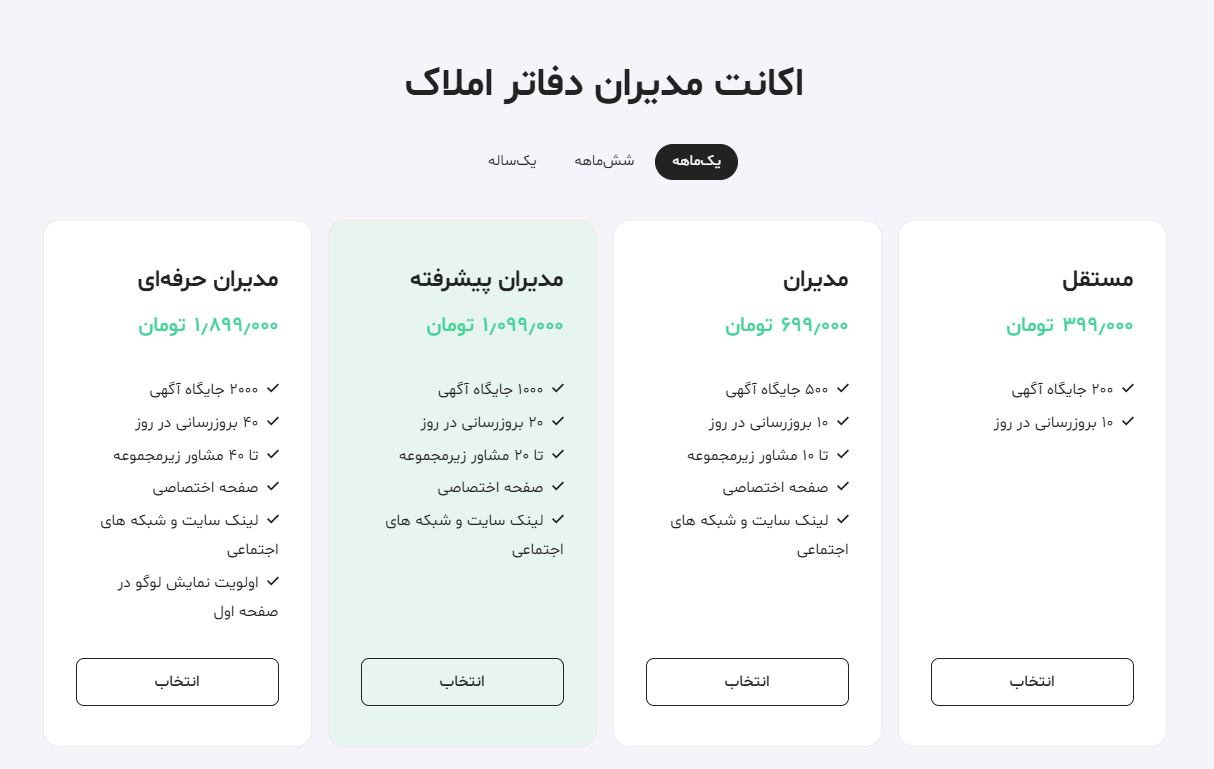 اکانت مدیران دفاتر املاک
یک‌ماهه
شش‌ماهه
یک‌ساله
مستقل
۳۹۹٫۰۰۰ تومان
۲۰۰ جایگاه آگهی
۱۰ بروزرسانی در روز
انتخاب
مدیران
۶۹۹٫۰۰۰ تومان
۵۰۰ جایگاه آگهی
۱۰ بروزرسانی در روز
تا ۱۰ مشاور زیرمجموعه
صفحه اختصاصی
لینک سایت و شبکه های
اجتماعی
انتخاب
مدیران پیشرفته
۱٫۰۹۹٫۰۰۰ تومان
۱۰۰۰ جایگاه آگهی
۲۰ بروزرسانی در روز
تا ۲۰ مشاور زیرمجموعه
صفحه اختصاصی
لینک سایت و شبکه های
اجتماعی
انتخاب
مدیران حرفه‌ای
۱٫۸۹۹٫۰۰۰ تومان
۲۰۰۰ جایگاه آگهی
۴۰ بروزرسانی در روز
تا ۴۰ مشاور زیرمجموعه
صفحه اختصاصی
لینک سایت و شبکه های
اجتماعی
اولویت نمایش لوگو در
صفحه اول
انتخاب